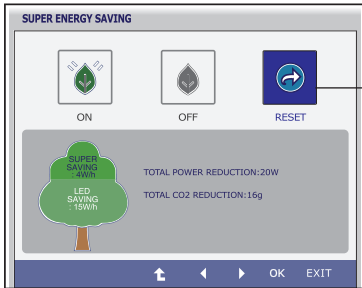 SUPER ENERGY SAVING
ON
OFF
RESET
SUPER
SAVING
: 4W/h
LED
SAVING
: 15W/h
TOTAL POWER REDUCTION:20W
TOTAL CO2 REDUCTION:16g
OK
EXIT